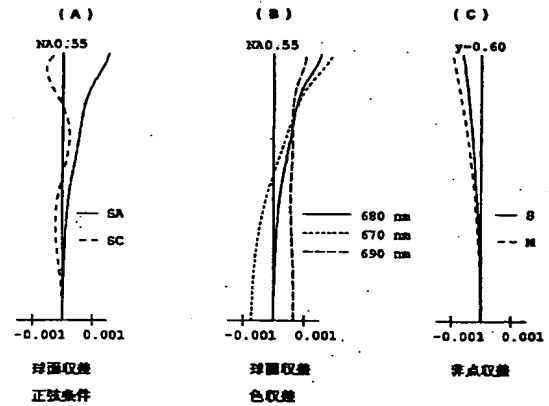 (A)
NA0.55
SA
SC
-0.001 0.001
球面収差
正弦条件
(B)
NA0.55
680 nm
670 nm
690 nm
-0.001 0.001
球面収差
色収差
(C)
y=0.60
S
M
-0.001 0.001
非点収差